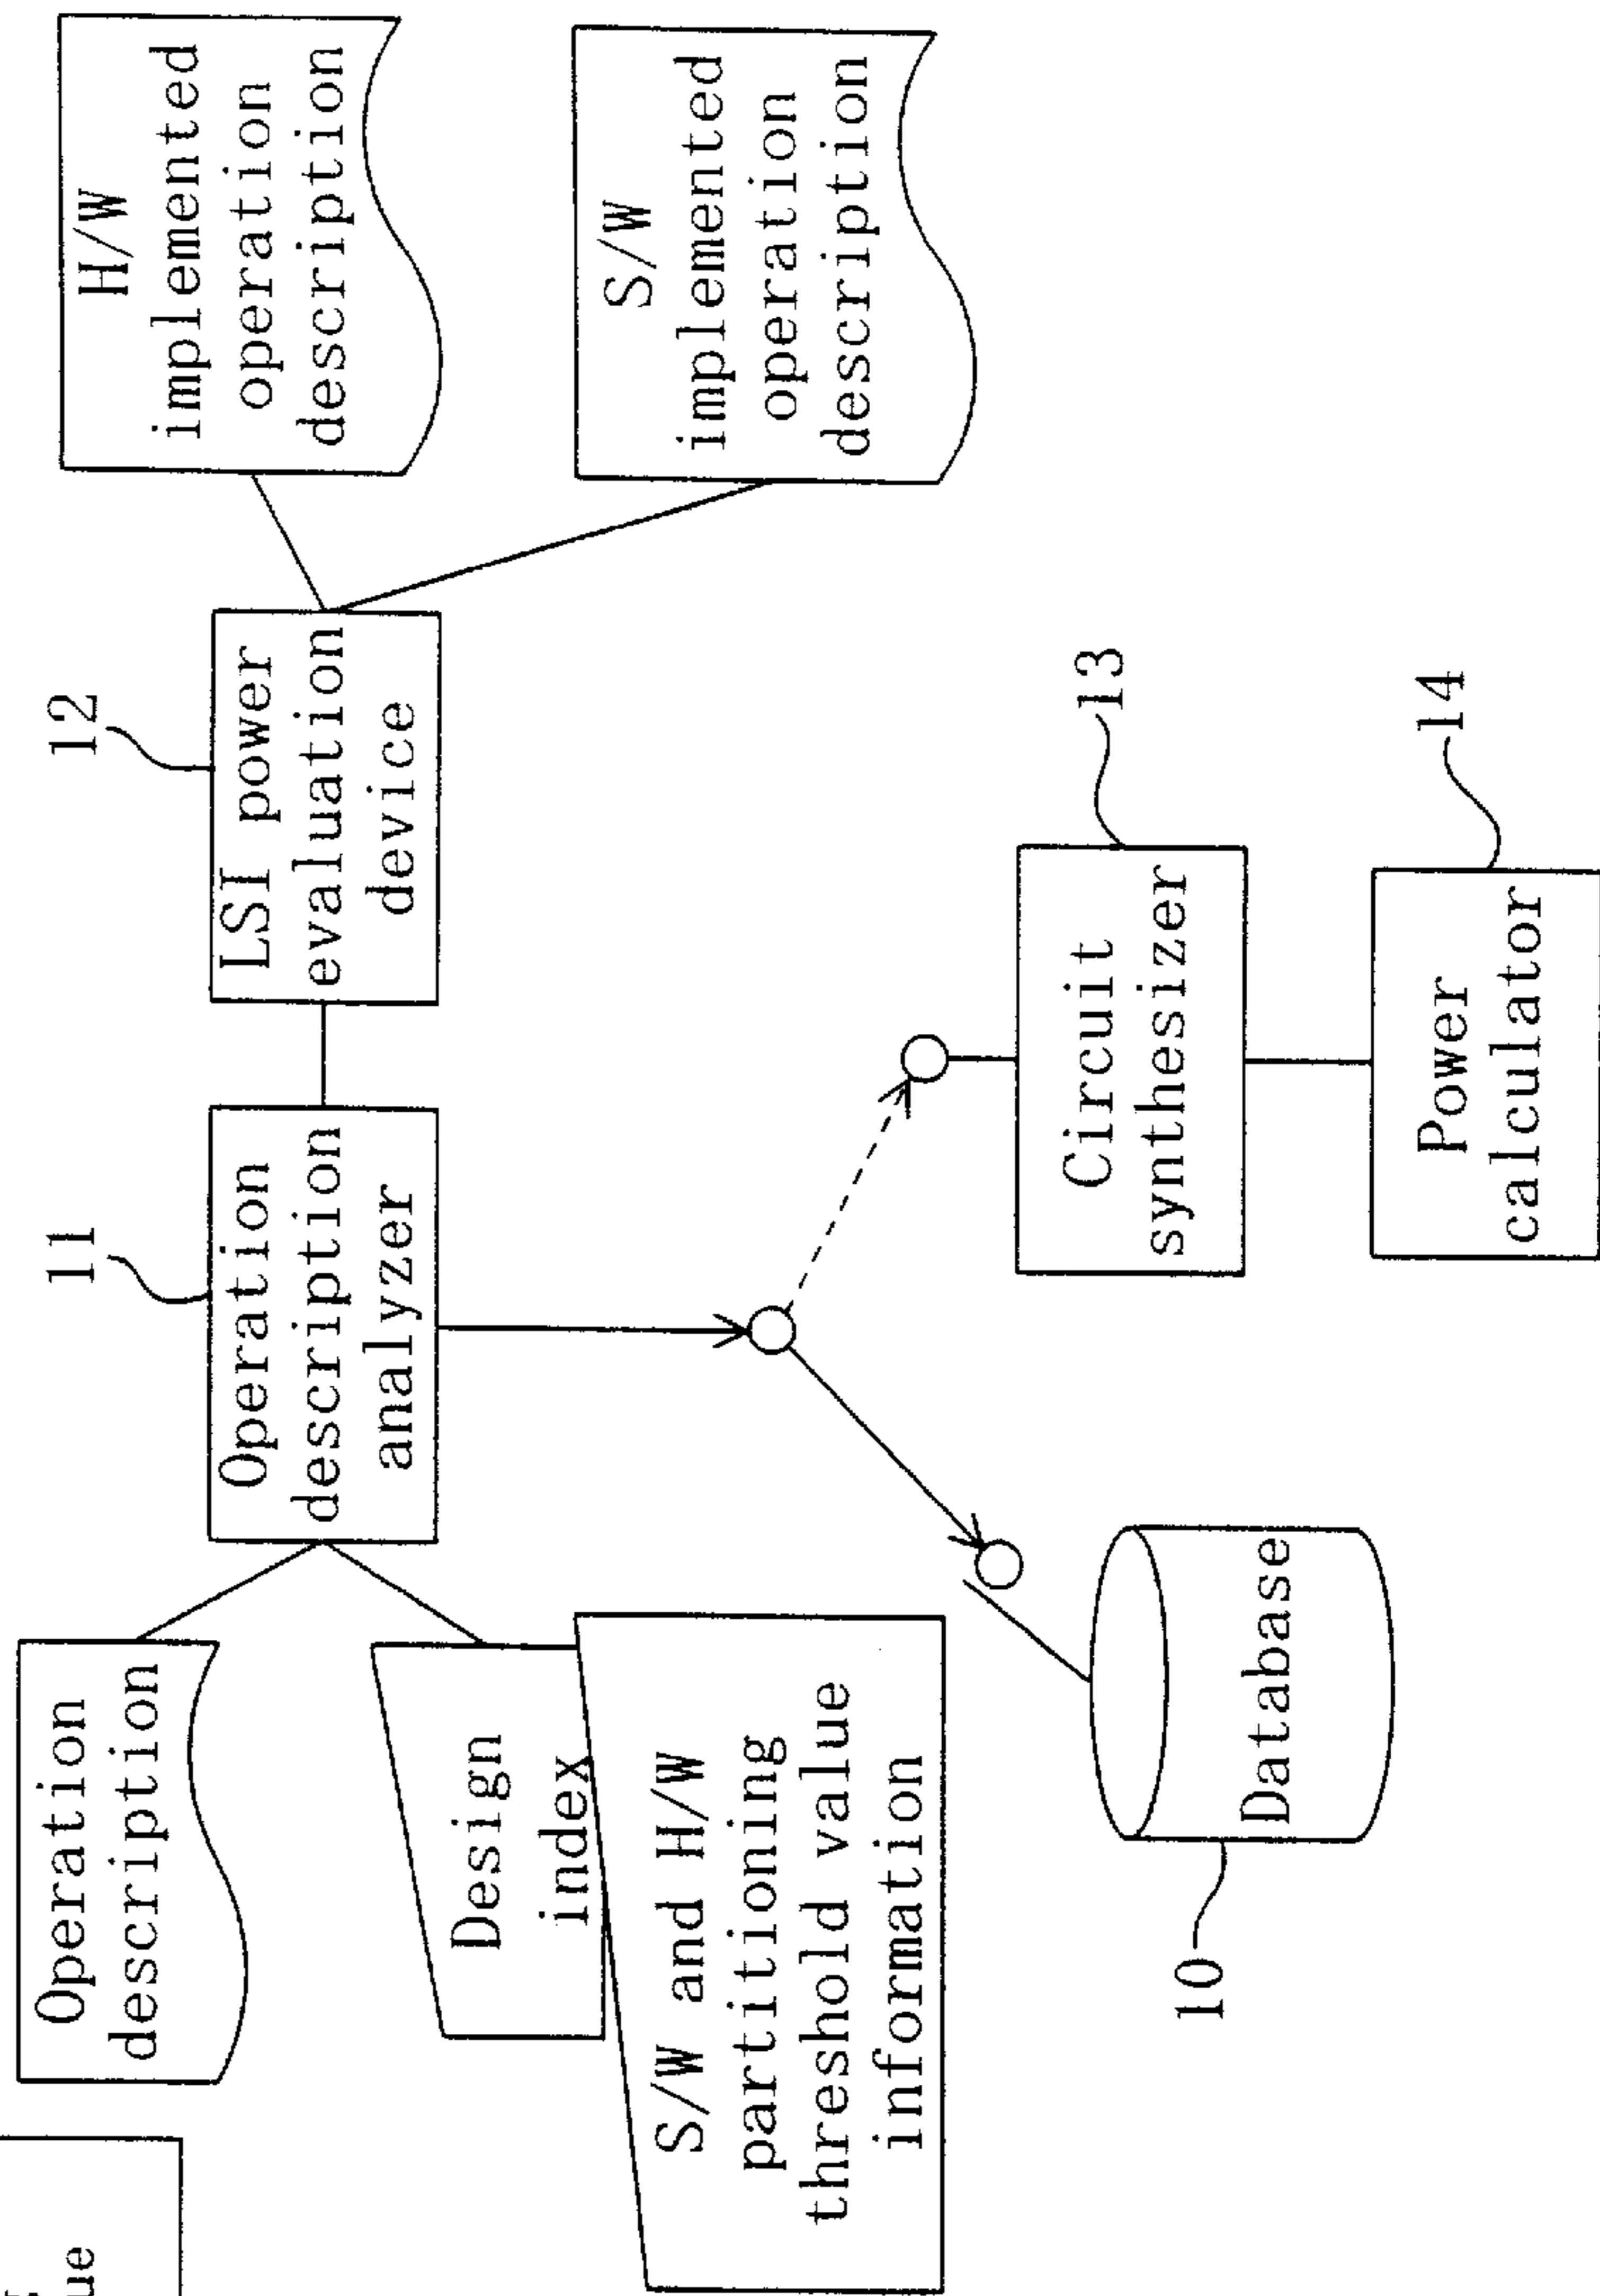 Operation
description
Design
index
S/W and H/W
partitioning
threshold value
information
11
Operation
description
analyzer
12
LSI power
evaluation
device
H/W
implemented
operation
description
S/W
implemented
operation
description
10
Database
13
Circuit
synthesizer
14
Power
calculator